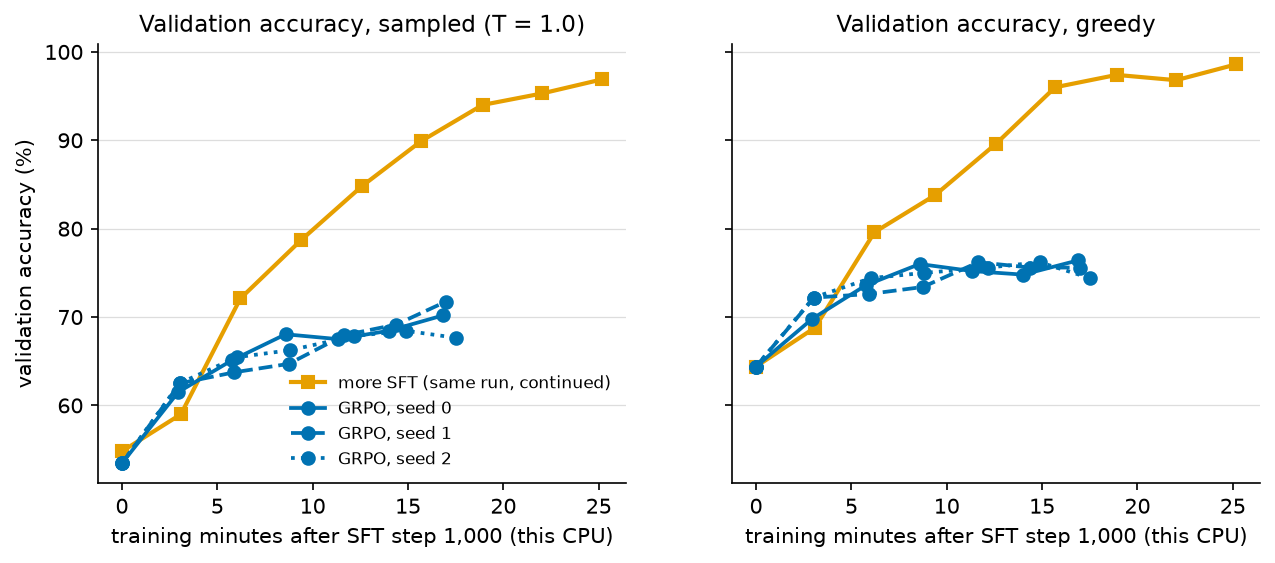 Validation accuracy, sampled (T = 1.0)
Validation accuracy, greedy
validation accuracy (%)
100
90
80
70
60
more SFT (same run, continued)
GRPO, seed 0
GRPO, seed 1
GRPO, seed 2
0 5 10 15 20 25
0 5 10 15 20 25
training minutes after SFT step 1,000 (this CPU)
training minutes after SFT step 1,000 (this CPU)